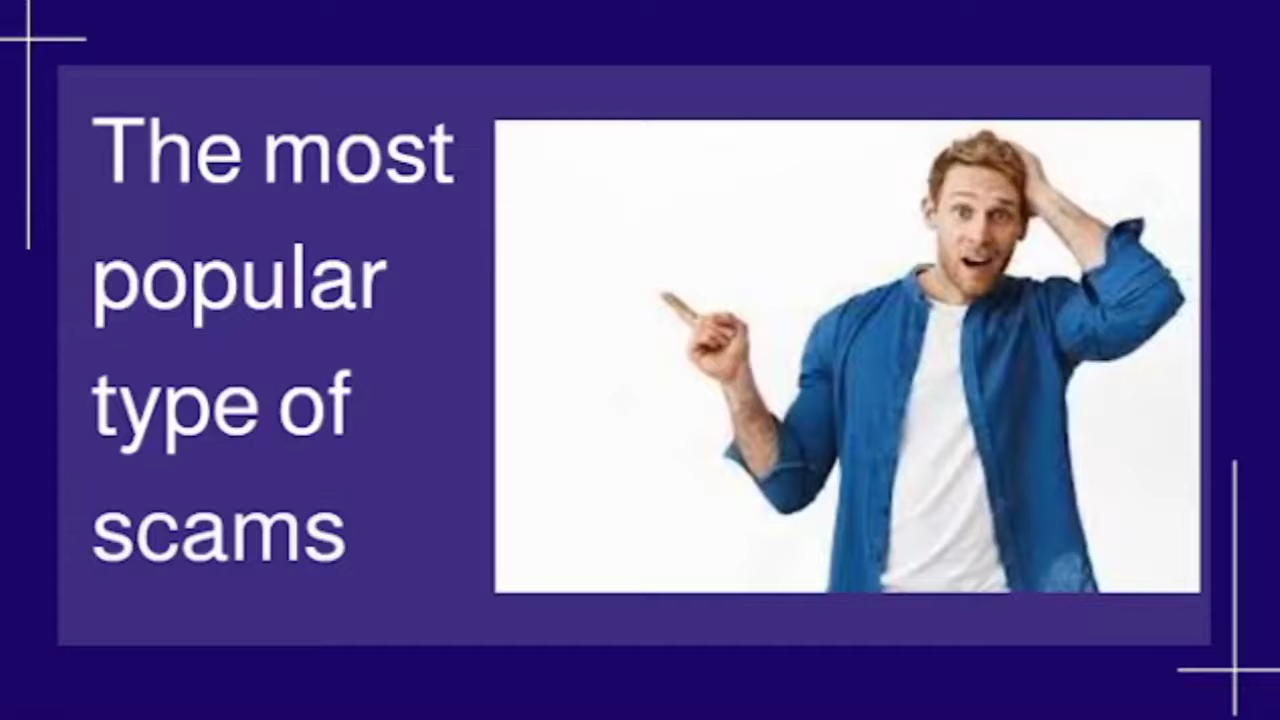 The most
popular
type of
scams